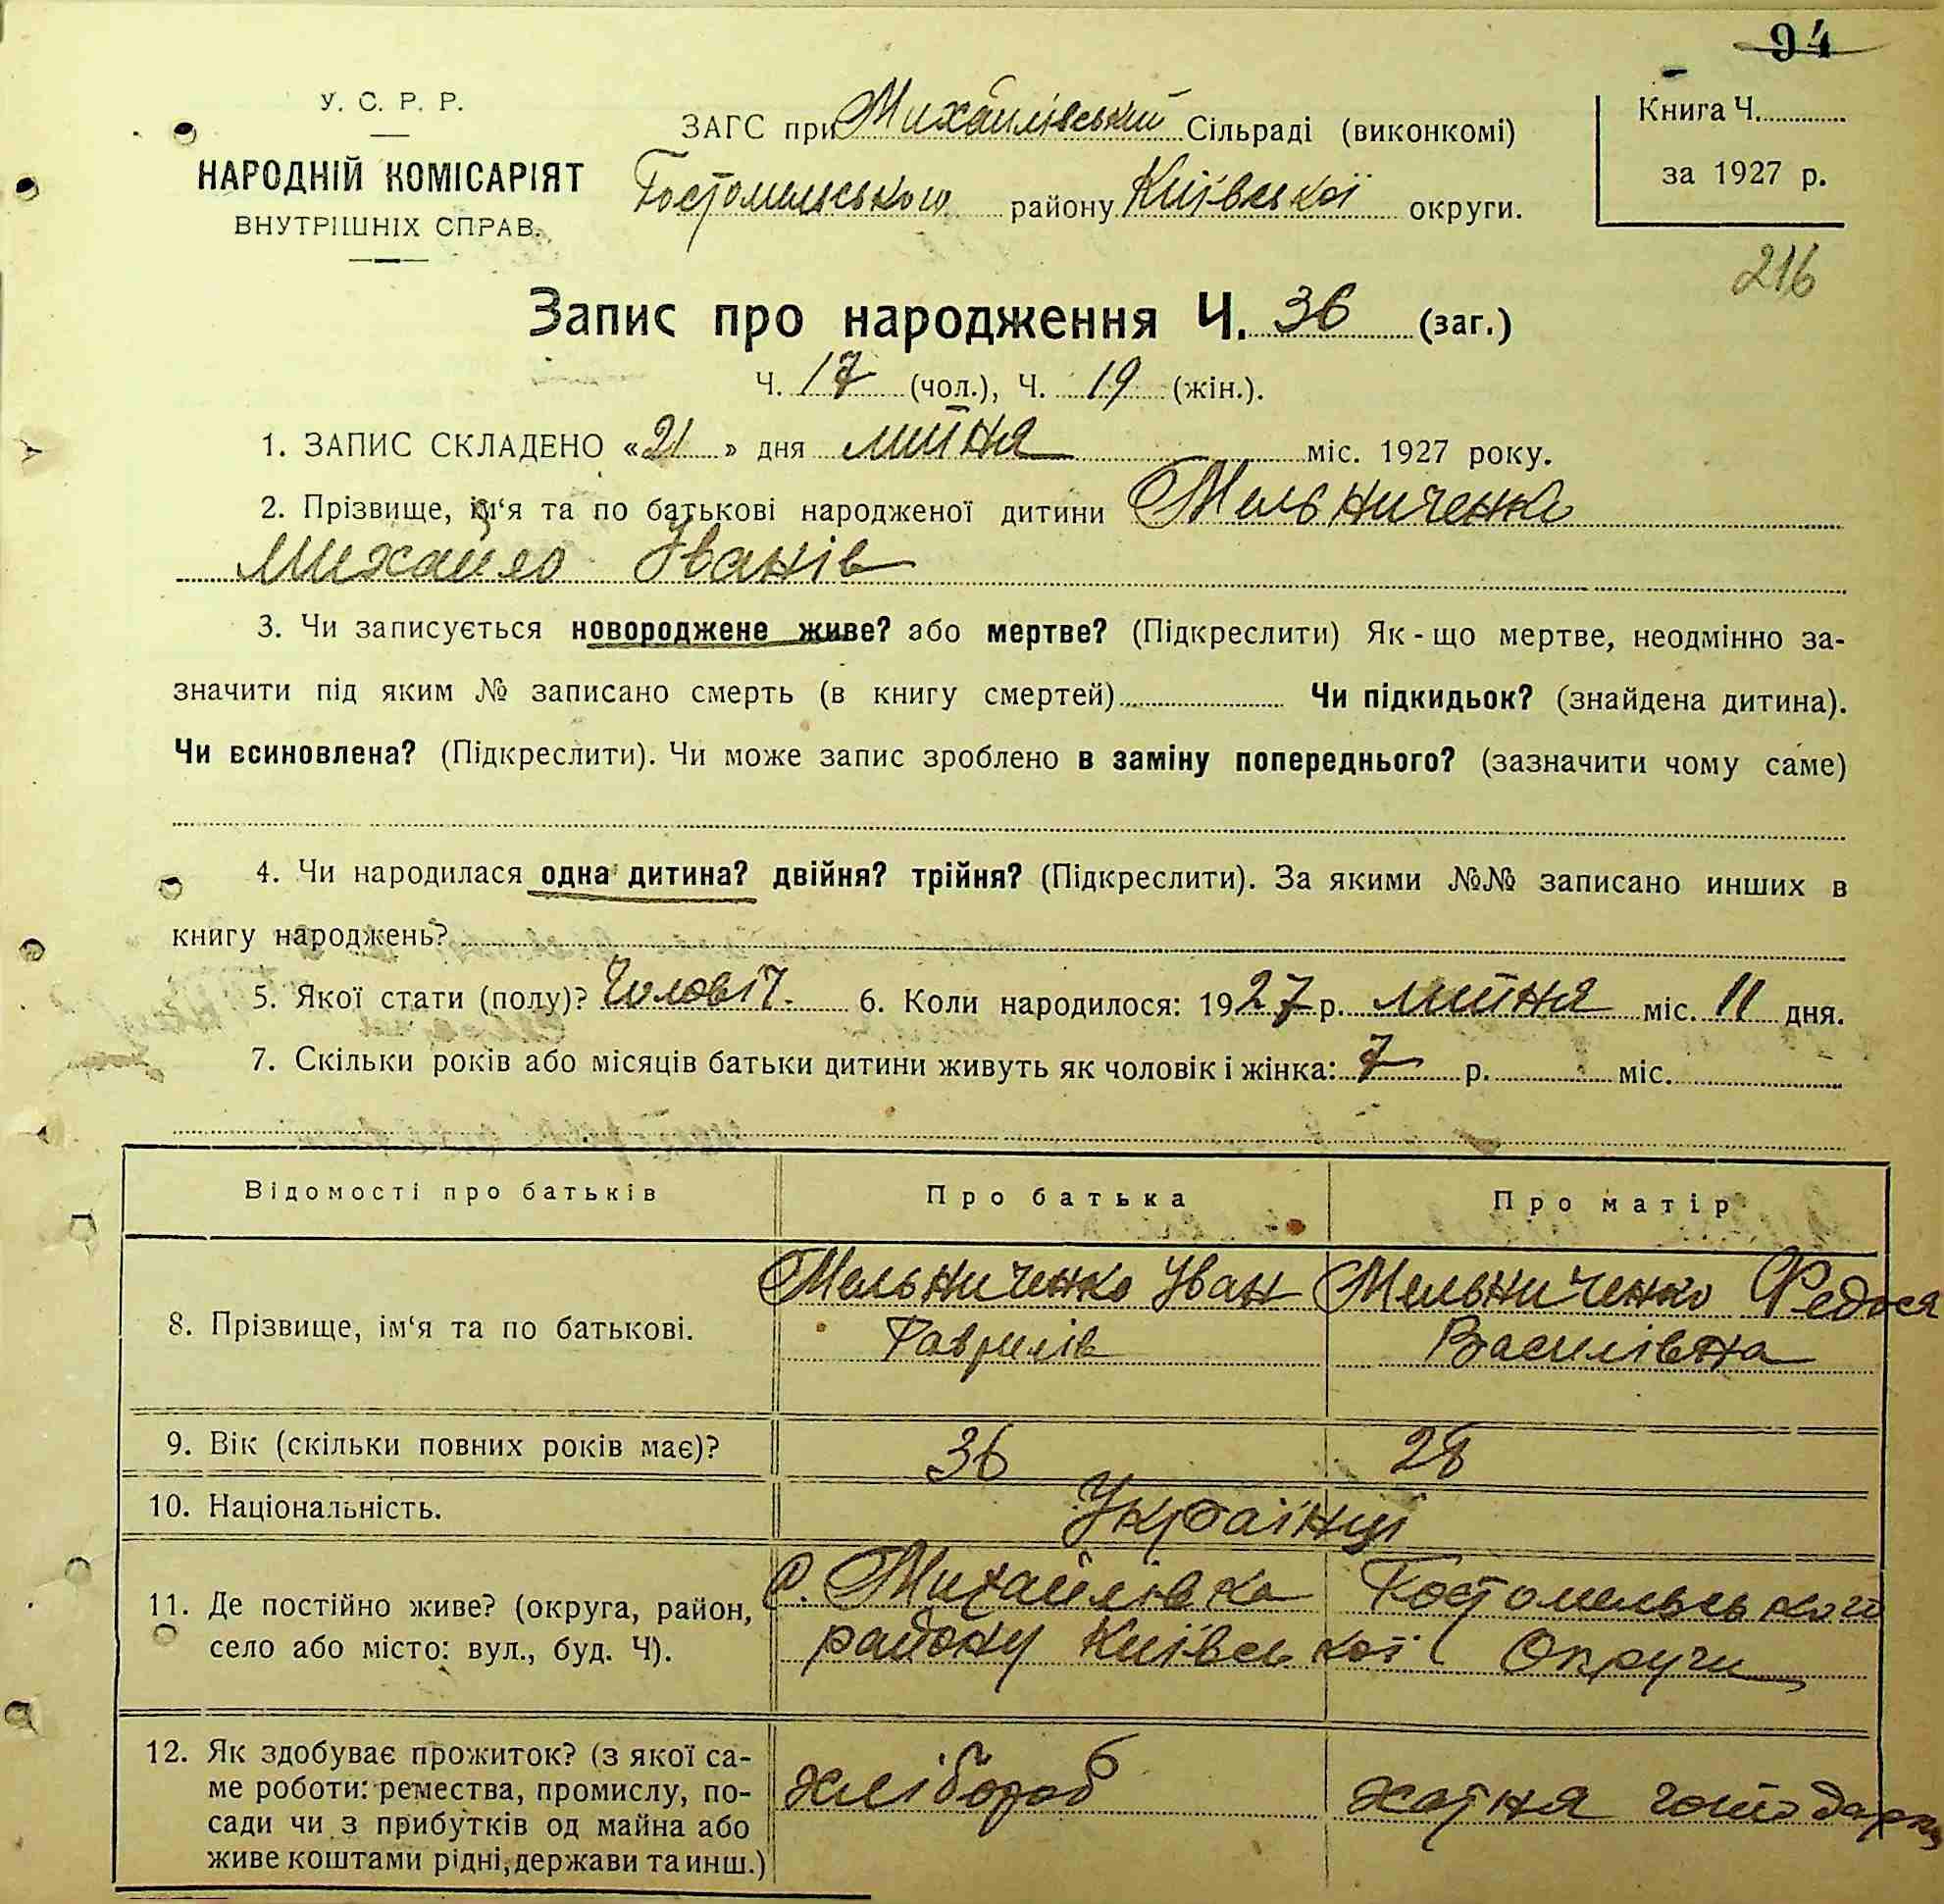 94
У. С. Р. Р.
НАРОДНІЙ КОМІСАРІЯТ
ВНУТРІШНІХ СПРАВ.
ЗАГС при Михайлівський Сільраді (виконкомі)
Гостомельського району Київської округи.
Книга Ч.
за 1927 р.
216
Запис про народження Ч. 36 (заг.)
Ч. 17 (чол.), Ч. 19 (жін.).
1. ЗАПИС СКЛАДЕНО «21» дня липня міс. 1927 року.
2. Прізвище, ім‘я та по батькові народженої дитини Мельниченко
Михайло Іванів
3. Чи записується новороджене живе? або мертве? (Підкреслити) Як-що мертве, неодмінно за-
значити під яким № записано смерть (в книгу смертей) Чи підкидьок? (знайдена дитина).
Чи всиновлена? (Підкреслити). Чи може запис зроблено в заміну попереднього? (зазначити чому саме)
4. Чи народилася одна дитина? двійня? трійня? (Підкреслити). За якими №№ записано инших в
книгу народжень?
5. Якої стати (полу)? Чоловіч. 6. Коли народилося: 1927 р. липня міс. 11 дня.
7. Скільки років або місяців батьки дитини живуть як чоловік і жінка: 7 р. міс.
Відомості про батьків Про батька Про матір
8. Прізвище, ім‘я та по батькові. Мельниченко Іван Мельниченко Федося
Гаврилів Василівна
9. Вік (скільки повних років має)? 36 28
10. Національність. Українці
11. Де постійно живе? (округа, район, с. Михайлівка Гостомельського
село або місто: вул., буд. Ч). району Київської Округи
12. Як здобуває прожиток? (з якої са-
ме роботи: ремества, промислу, по- хлібороб хатня господарка
сади чи з прибутків од майна або
живе коштами рідні, держави та инш.)